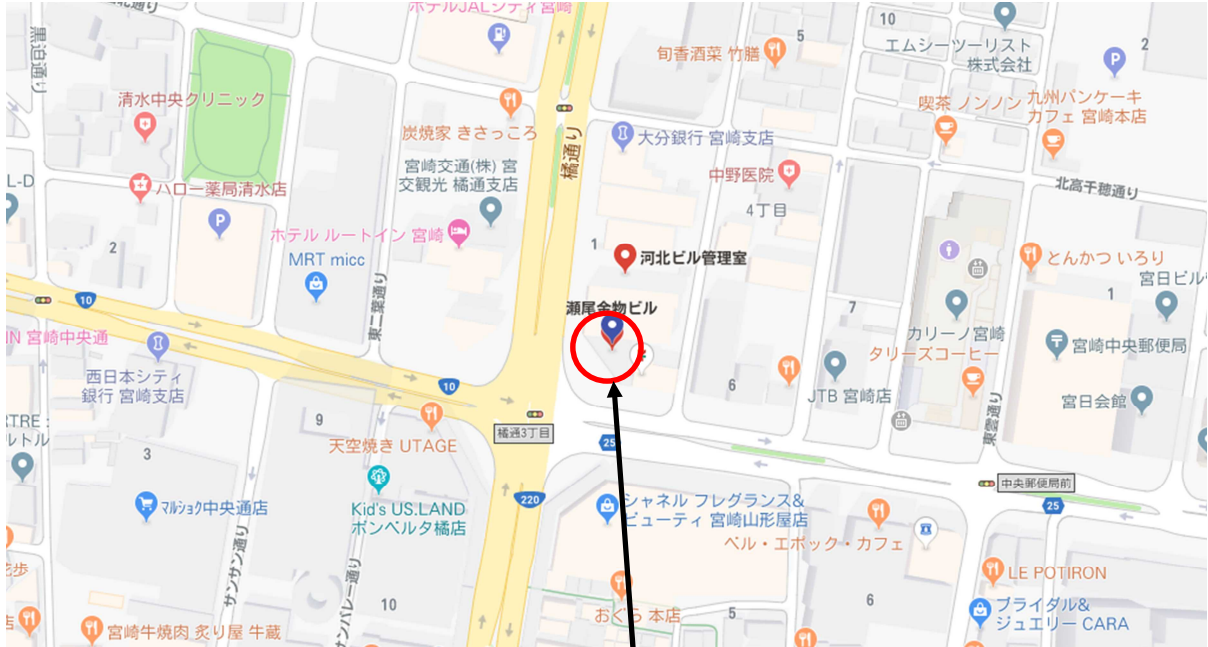 ホテルJALシティ宮崎
黒迫通り
清水中央クリニック
炭焼家 きさっころ
橘通り
旬香酒菜 竹膳
5
10
エムシーツーリスト
株式会社
2
喫茶 ノンノン
九州パンケーキ
カフェ 宮崎本店
大分銀行 宮崎支店
宮崎交通(株) 宮
交観光 橘通支店
中野医院
4丁目
北高千穂通り
L-D
ハロー薬局清水店
ホテル ルートイン 宮崎
MRT micc
2
1
河北ビル管理室
とんかつ いろり
宮日ビル
1
東二葉通り
10
瀬尾金物ビル
7
カリーノ宮崎
タリーズコーヒー
宮崎中央郵便局
IN 宮崎中央通
西日本シティ
銀行 宮崎支店
10
6
JTB 宮崎店
宮日会館
東雲通り
9
天空焼き UTAGE
橘通3丁目
25
TRE :
ルトル
3
マルショク中央通店
Kid's US.LAND
ボンベルタ橘店
220
シャネル フレグランス&
ビューティ 宮崎山形屋店
ベル・エポック・カフェ
中央郵便局前
25
サンサン通り
サンバレー通り
10
宮崎牛焼肉 炙り屋 牛蔵
おぐら 本店
5
6
LE POTIRON
ブライダル&
ジュエリー CARA